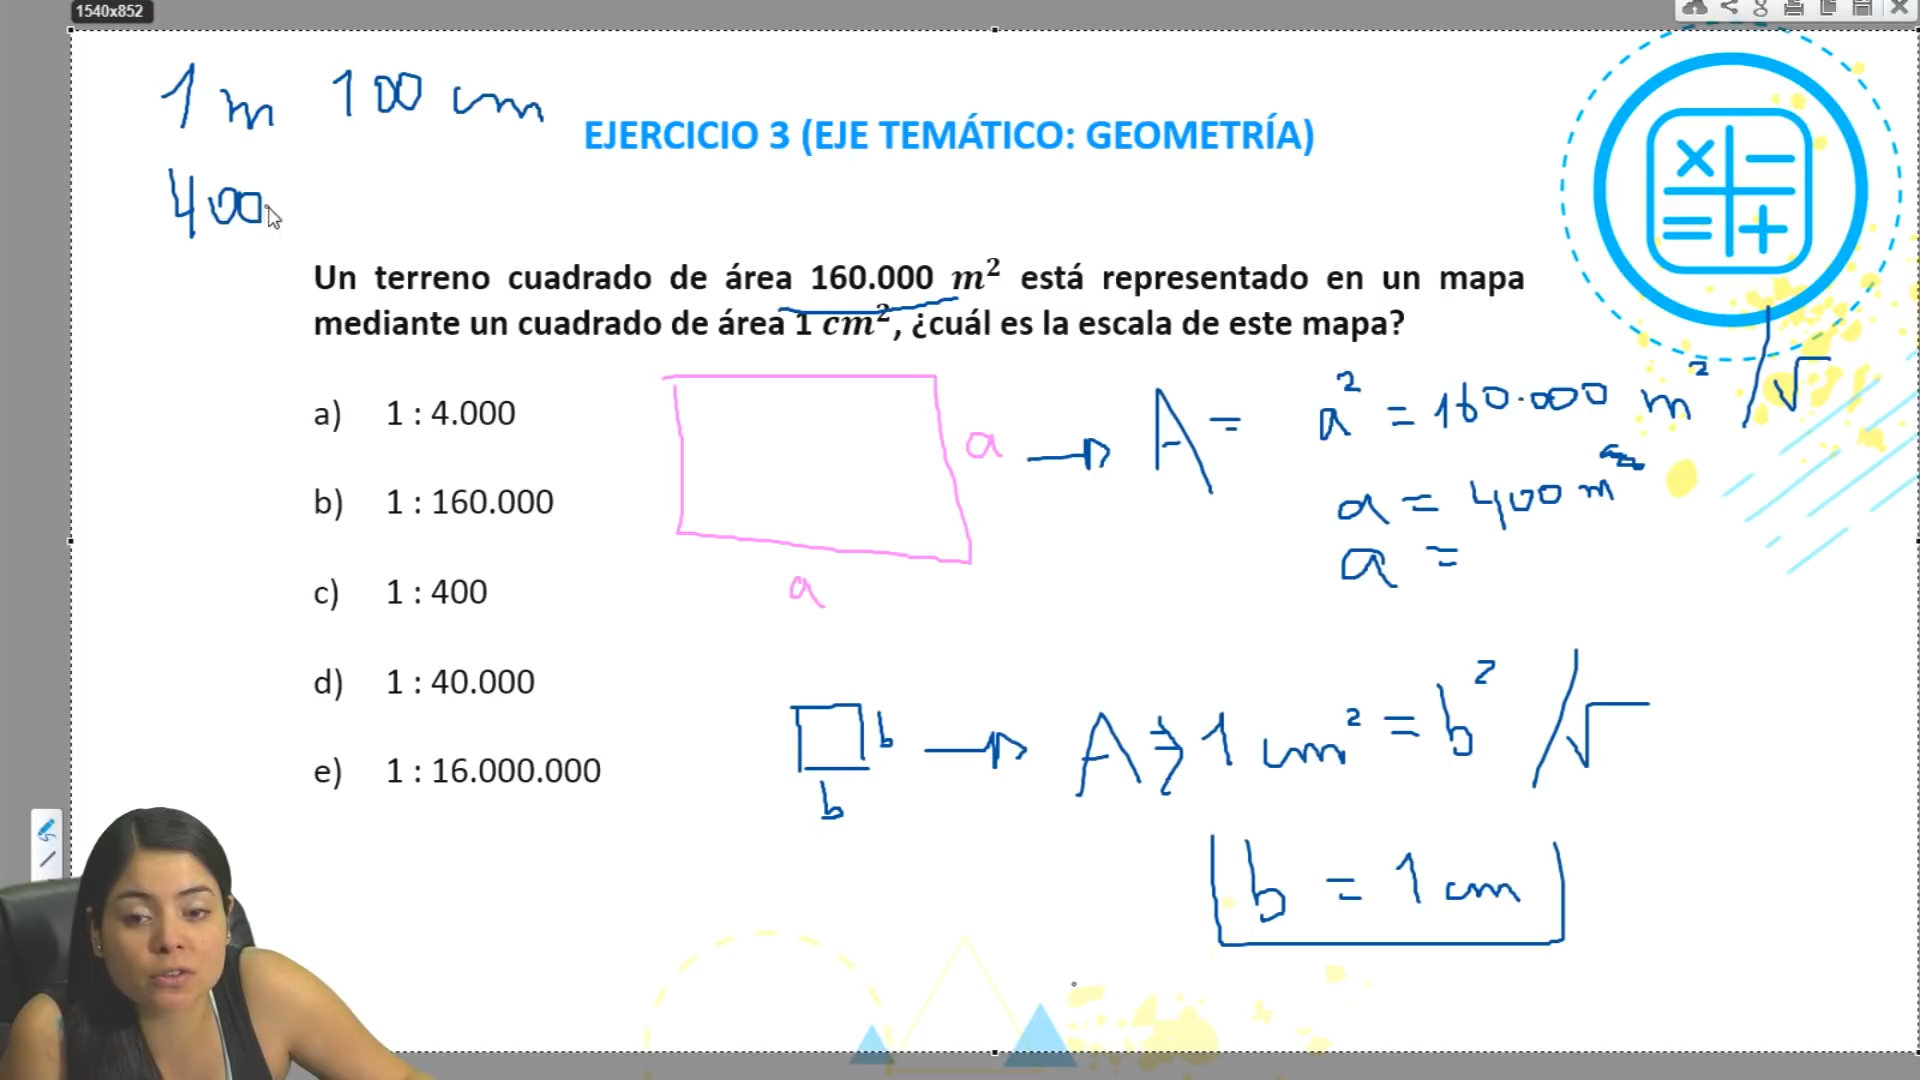 1540x852
1 m 100 cm
400
EJERCICIO 3 (EJE TEMÁTICO: GEOMETRÍA)
Un terreno cuadrado de área 160.000 m² está representado en un mapa
mediante un cuadrado de área 1 cm², ¿cuál es la escala de este mapa?
a) 1 : 4.000
b) 1 : 160.000
c) 1 : 400
d) 1 : 40.000
e) 1 : 16.000.000
a
a
A = a² = 160.000 m² /√
a = 400 m
a =
b
b
A = 1 cm² = b² /√
b = 1 cm